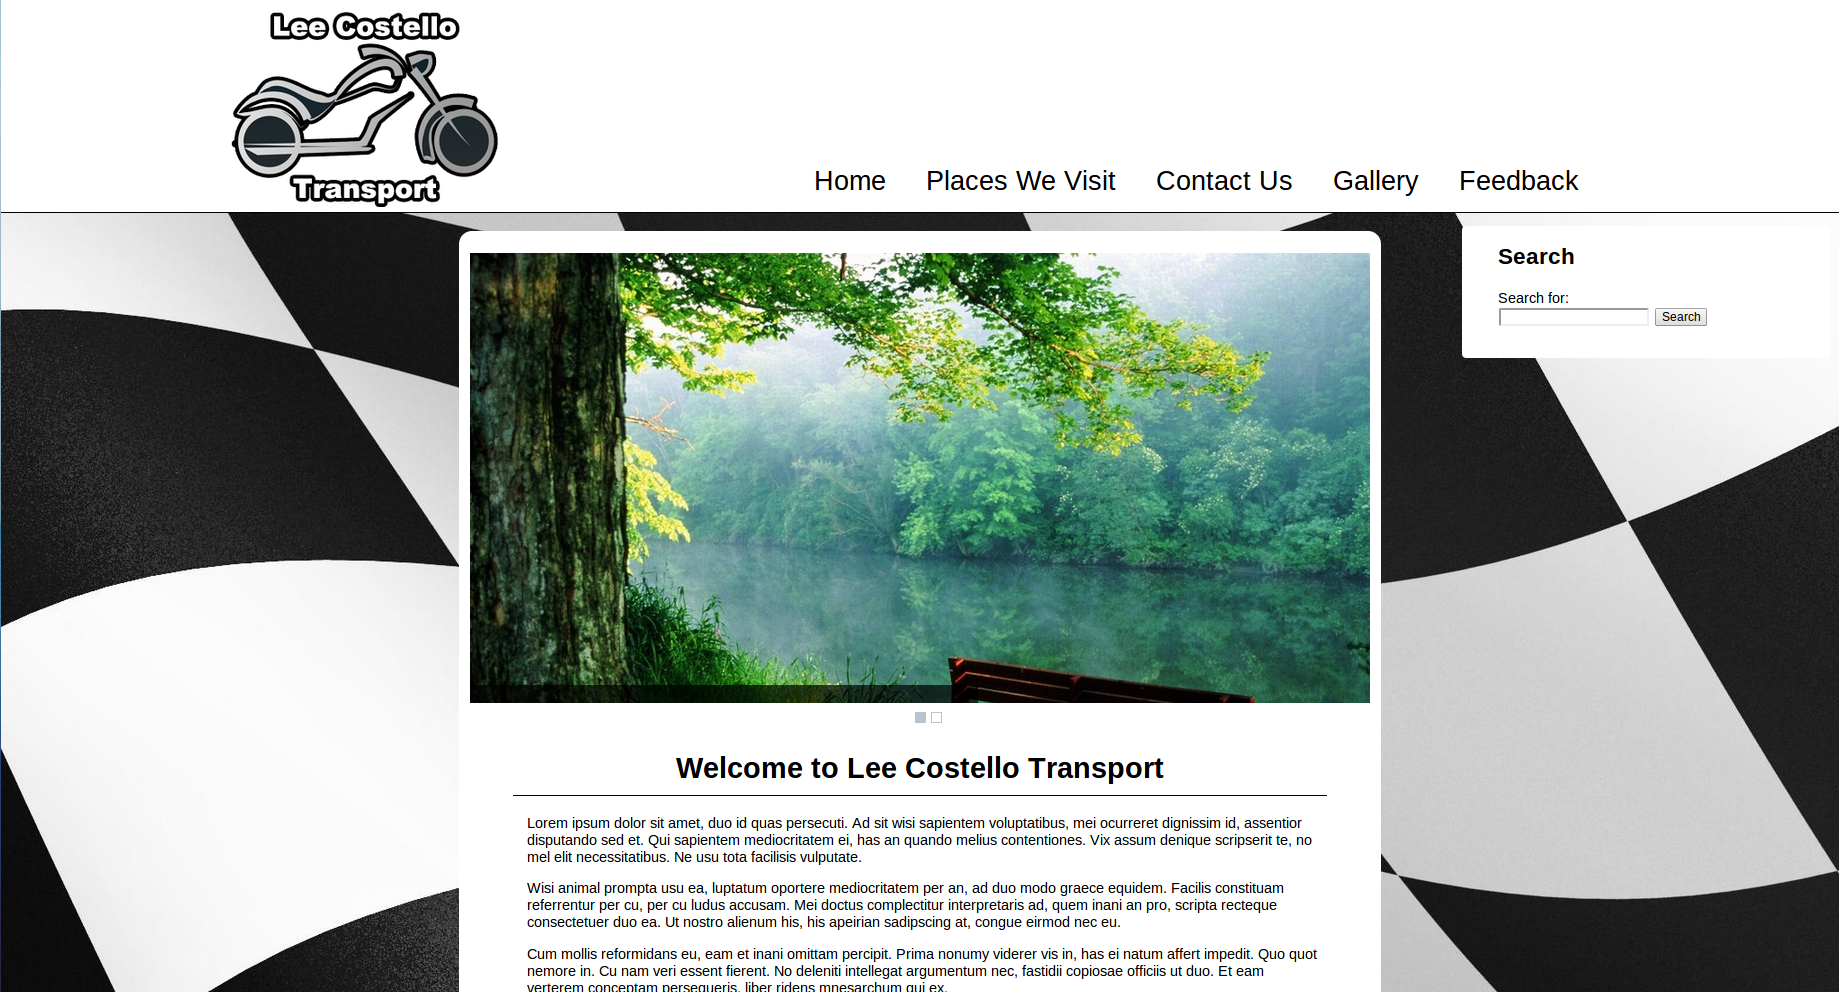 Lee Costello
Transport
Home Places We Visit Contact Us Gallery Feedback
Search
Search for:
Search
Welcome to Lee Costello Transport
Lorem ipsum dolor sit amet, duo id quas persecuti. Ad sit wisi sapientem voluptatibus, mei ocurreret dignissim id, assentior
disputando sed et. Qui sapientem mediocritatem ei, has an quando melius contentiones. Vix assum denique scripserit te, no
mel elit necessitatibus. Ne usu tota facilisis vulputate.
Wisi animal prompta usu ea, luptatum oportere mediocritatem per an, ad duo modo graece equidem. Facilis constituam
referrentur per cu, per cu ludus accusam. Mei doctus complectitur interpretaris ad, quem inani an pro, scripta recteque
consectetuer duo ea. Ut nostro alienum his, his apeirian sadipscing at, congue eirmod nec eu.
Cum mollis reformidans eu, eam et inani omittam percipit. Prima nonumy viderer vis in, has ei natum affert impedit. Quo quot
nemore in. Cu nam veri essent fierent. No deleniti intellegat argumentum nec, fastidii copiosae officiis ut duo. Et eam
verterem conceptam persequeris, liber ridens mnesarchum qui ex.